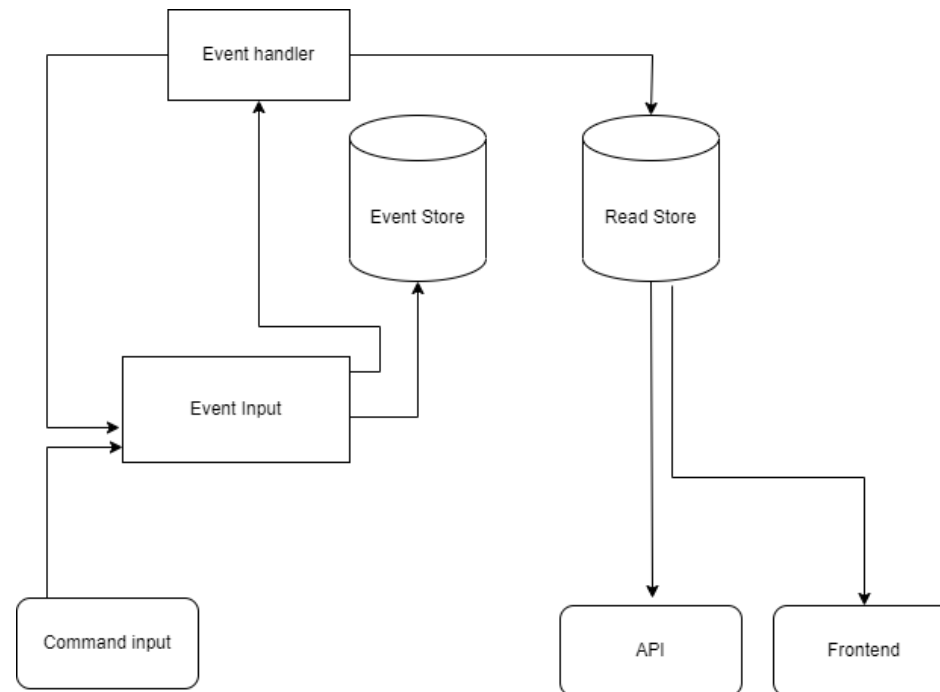 Event handler
Event Store
Read Store
Event Input
Command input
API
Frontend